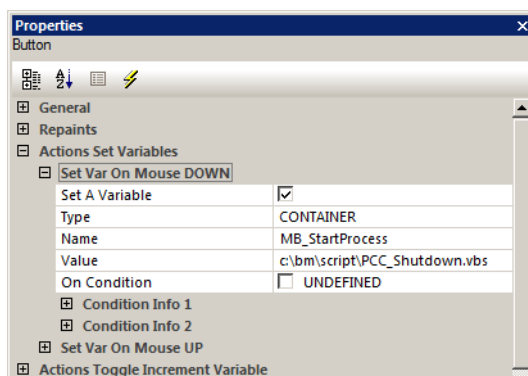 Properties
Button
General
Repaints
Actions Set Variables
Set Var On Mouse DOWN
Set A Variable
Type CONTAINER
Name MB_StartProcess
Value c:\bm\script\PCC_Shutdown.vbs
On Condition UNDEFINED
Condition Info 1
Condition Info 2
Set Var On Mouse UP
Actions Toggle Increment Variable